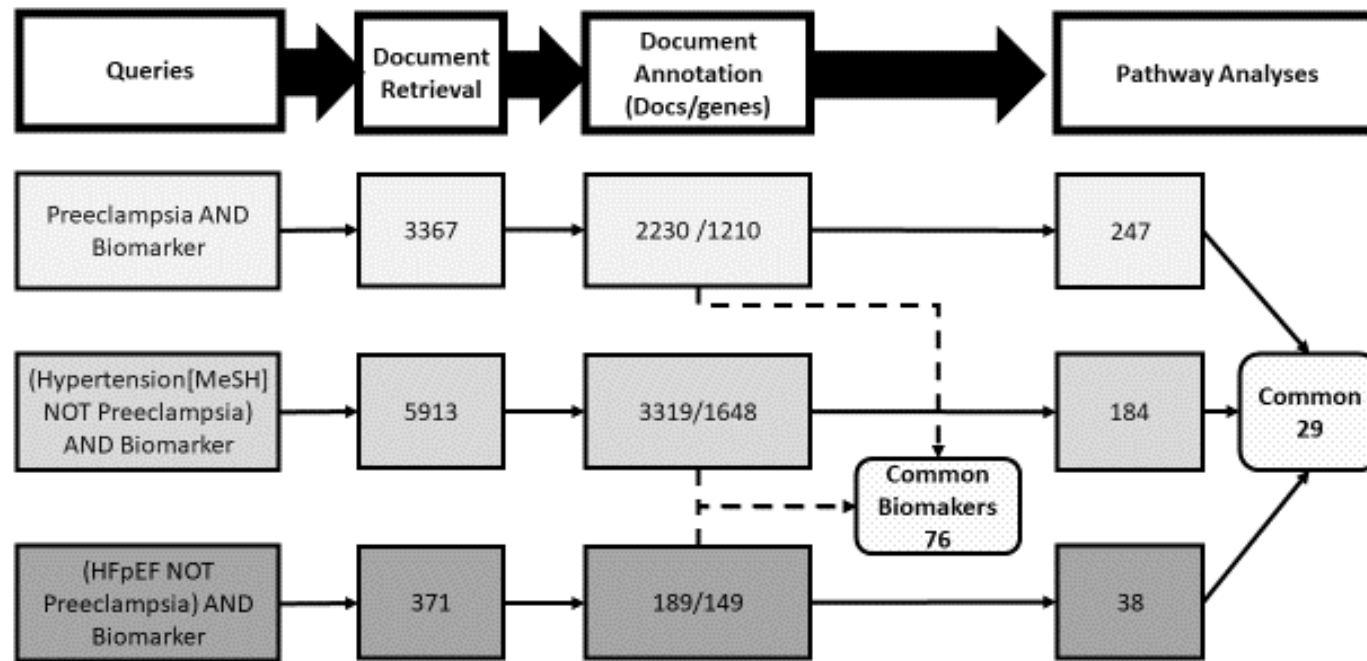 Queries
Document
Retrieval
Document
Annotation
(Docs/genes)
Pathway Analyses
Preeclampsia AND
Biomarker
3367
2230 /1210
247
(Hypertension[MeSH]
NOT Preeclampsia)
AND Biomarker
5913
3319/1648
184
Common
29
Common
Biomakers
76
(HFpEF NOT
Preeclampsia) AND
Biomarker
371
189/149
38